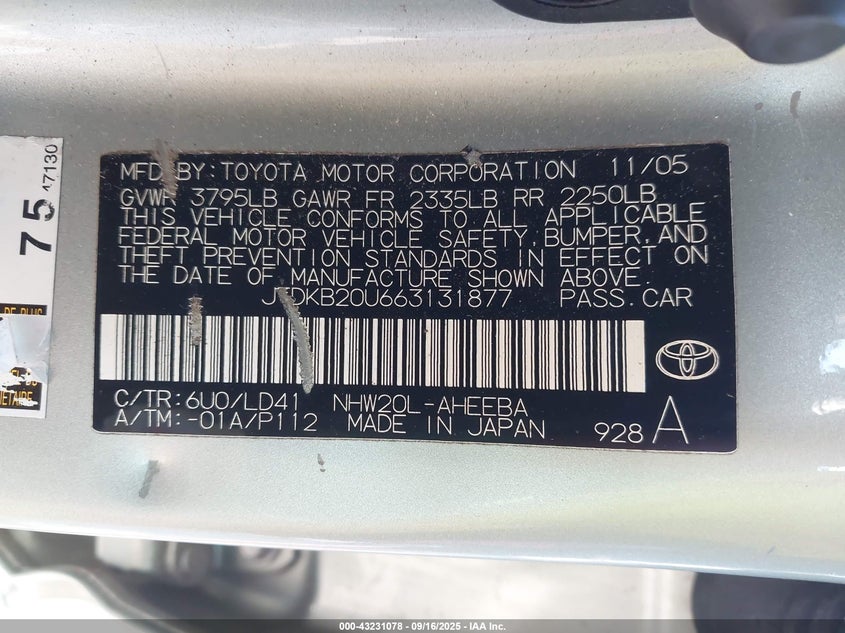 MFD. BY: TOYOTA MOTOR CORPORATION 11/05
GVWR 3795LB GAWR FR 2335LB RR 2250LB
THIS VEHICLE CONFORMS TO ALL APPLICABLE
FEDERAL MOTOR VEHICLE SAFETY, BUMPER, AND
THEFT PREVENTION STANDARDS IN EFFECT ON
THE DATE OF MANUFACTURE SHOWN ABOVE.
JTDKB20U663131877 PASS. CAR
C/TR: 6U0/LD41 NHW20L-AHEEBA
A/TM: -01A/P112 MADE IN JAPAN 928 A
75
47130
000-43231078 - 09/16/2025 - IAA Inc.